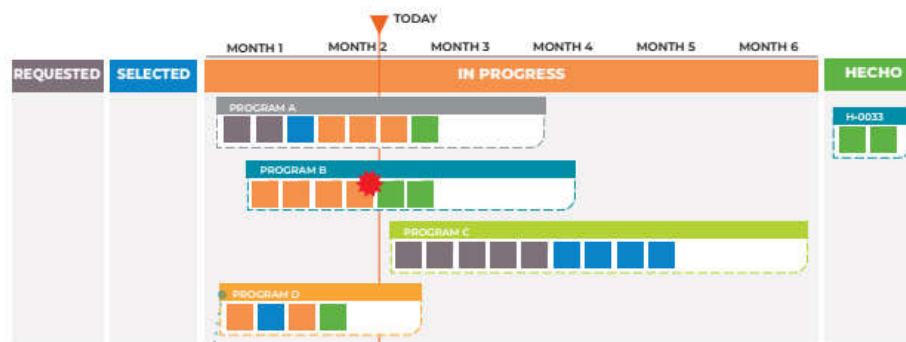 TODAY
MONTH 1 MONTH 2 MONTH 3 MONTH 4 MONTH 5 MONTH 6
REQUESTED SELECTED IN PROGRESS HECHO
PROGRAM A
H-0033
PROGRAM B
PROGRAM C
PROGRAM D